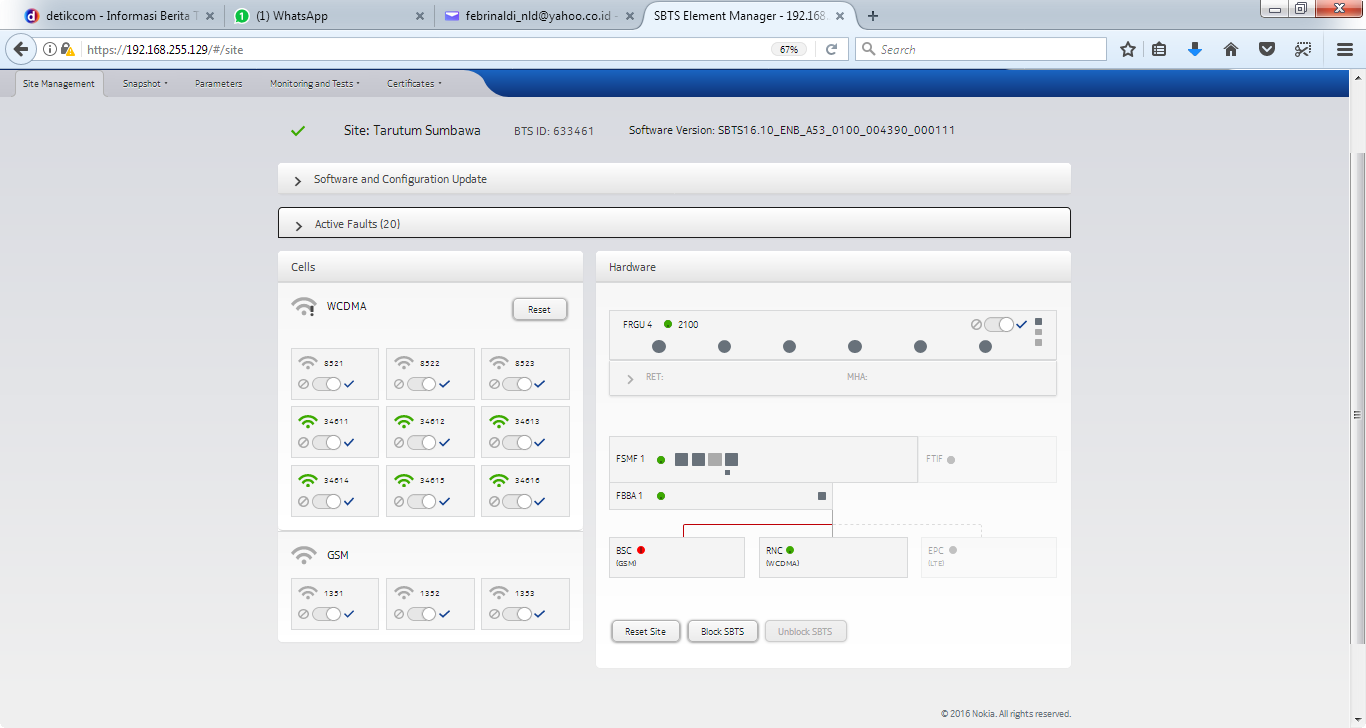 detikcom - Informasi Berita T
(1) WhatsApp
febrinaldi_nld@yahoo.co.id -
SBTS Element Manager - 192.168.
https://192.168.255.129/#/site
67%
Search
Site Management
Snapshot
Parameters
Monitoring and Tests
Certificates
Site: Tarutum Sumbawa
BTS ID: 633461
Software Version: SBTS16.10_ENB_A53_0100_004390_000111
Software and Configuration Update
Active Faults (20)
Cells
WCDMA
Reset
8521
8522
8523
34611
34612
34613
34614
34615
34616
GSM
1351
1352
1353
Hardware
FRGU 4
2100
RET:
MHA:
FSMF 1
FTIF
FBBA 1
BSC
(GSM)
RNC
(WCDMA)
EPC
(LTE)
Reset Site
Block SBTS
Unblock SBTS
© 2016 Nokia. All rights reserved.